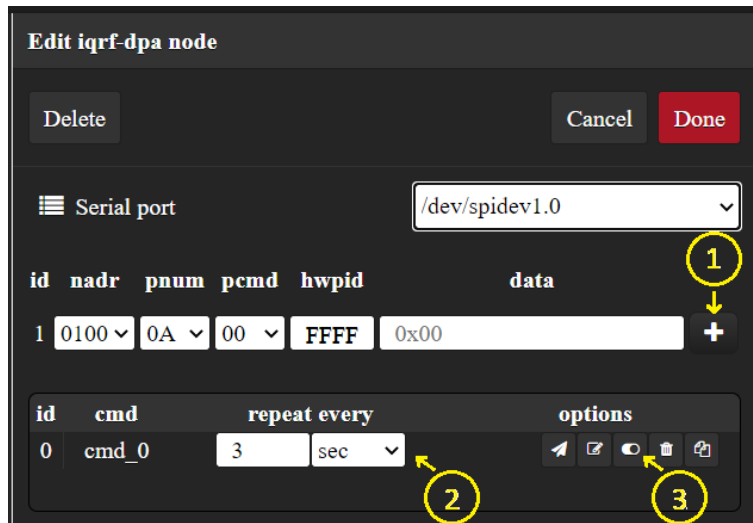 Edit iqrf-dpa node
Delete Cancel Done
Serial port /dev/spidev1.0
1
id nadr pnum pcmd hwpid data
1 0100 0A 00 FFFF 0x00
id cmd repeat every options
0 cmd_0 3 sec
2 3